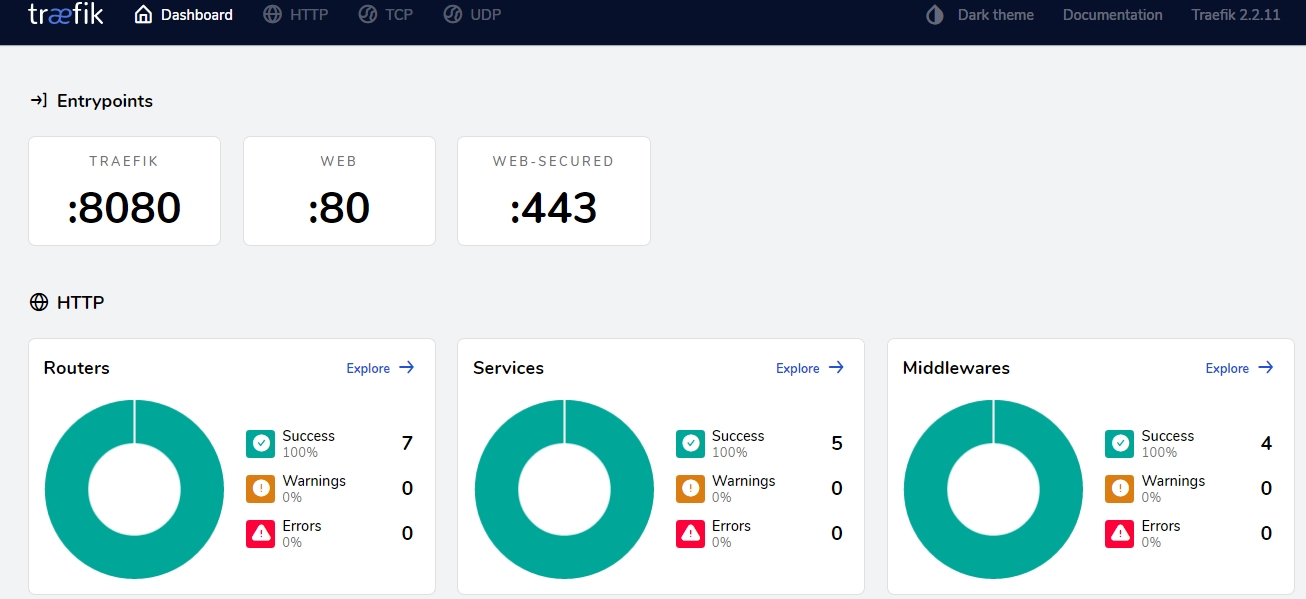 træfik Dashboard HTTP TCP UDP Dark theme Documentation Traefik 2.2.11
Entrypoints
TRAEFIK WEB WEB-SECURED
:8080 :80 :443
HTTP
Routers Explore Services Explore Middlewares Explore
Success Success Success
7 5 4
100% 100% 100%
Warnings Warnings Warnings
0 0 0
0% 0% 0%
Errors Errors Errors
0 0 0
0% 0% 0%